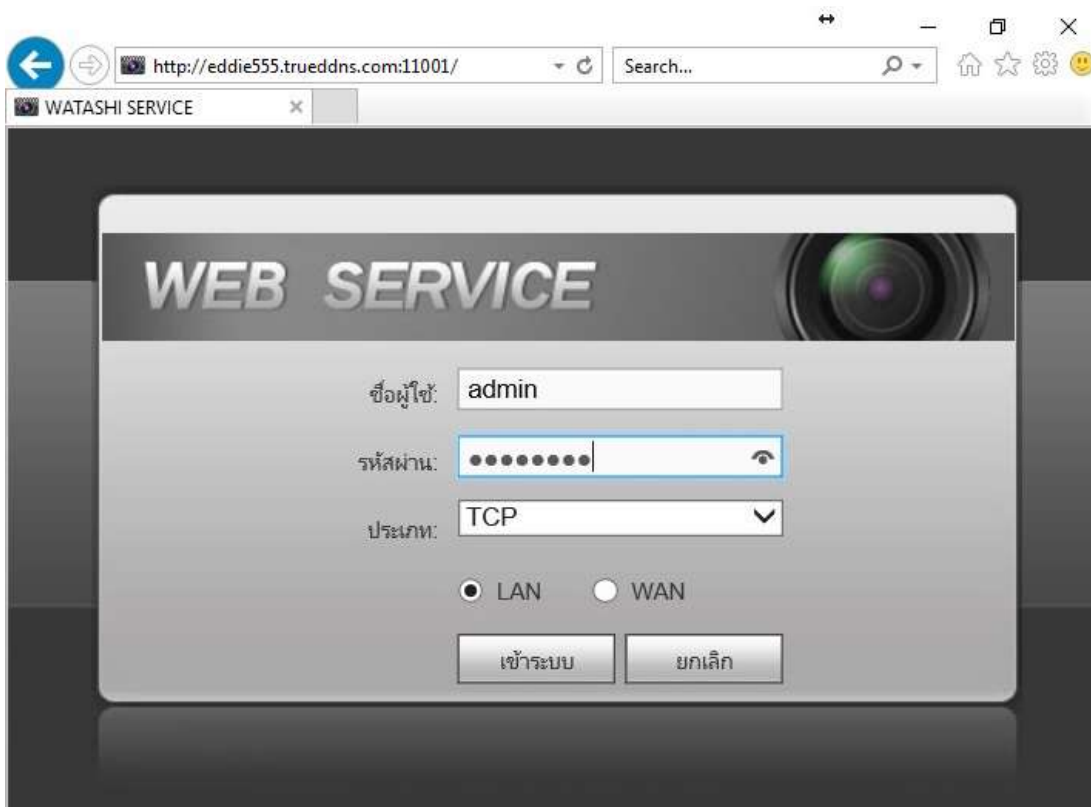 http://eddie555.trueddns.com:11001/
Search...
WATASHI SERVICE
WEB SERVICE
ชื่อผู้ใช้: admin
รหัสผ่าน: ●●●●●●●●
ประเภท: TCP
LAN WAN
เข้าระบบ ยกเลิก